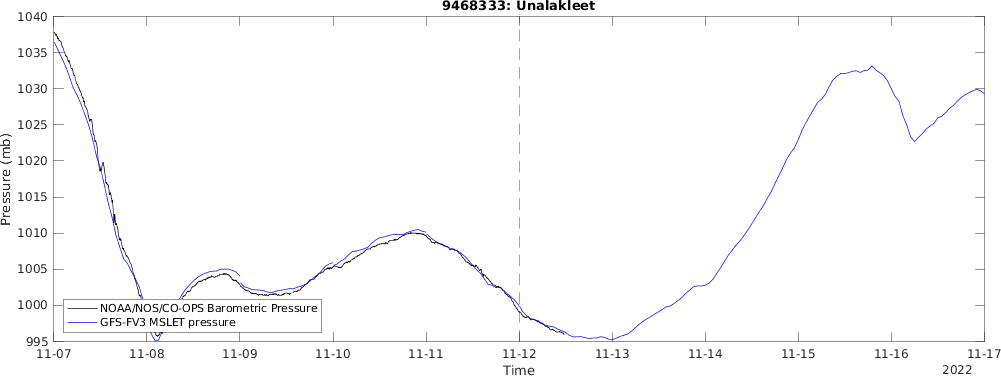 9468333: Unalakleet
1040
1035
1030
1025
1020
1015
1010
1005
1000
995
Pressure (mb)
NOAA/NOS/CO-OPS Barometric Pressure
GFS-FV3 MSLET pressure
11-07 11-08 11-09 11-10 11-11 11-12 11-13 11-14 11-15 11-16 11-17
Time
2022